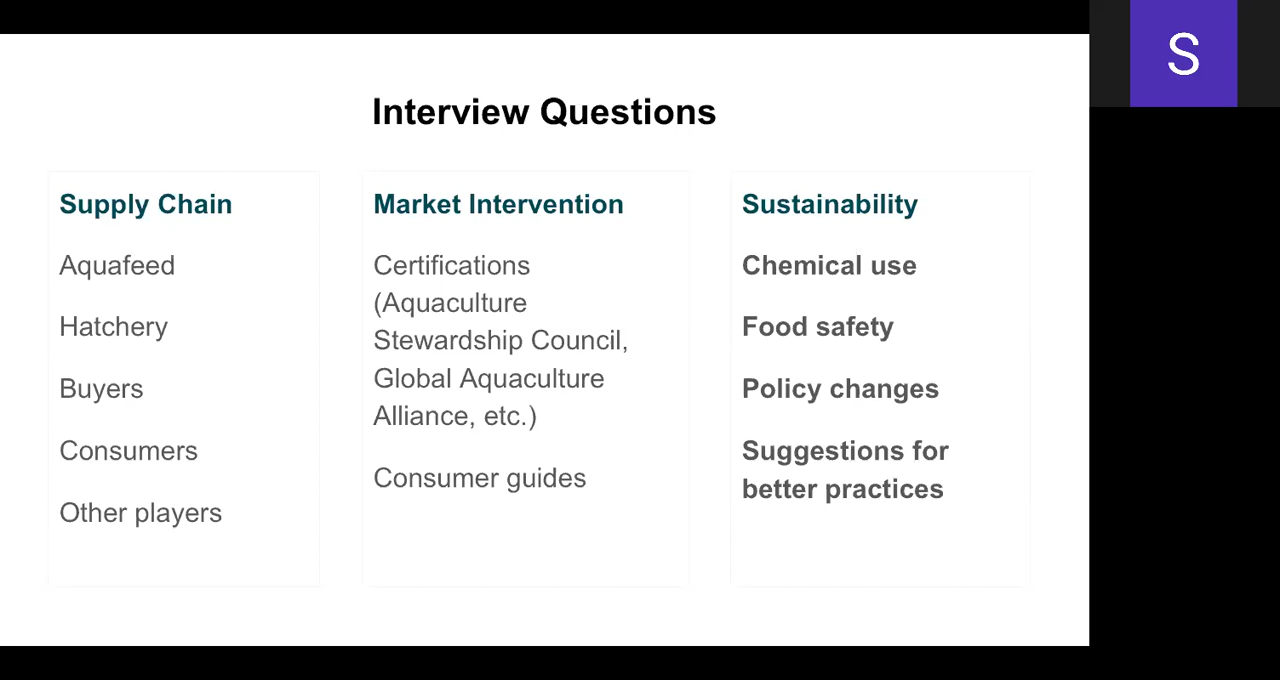 Interview Questions
Supply Chain
Aquafeed
Hatchery
Buyers
Consumers
Other players
Market Intervention
Certifications
(Aquaculture
Stewardship Council,
Global Aquaculture
Alliance, etc.)
Consumer guides
Sustainability
Chemical use
Food safety
Policy changes
Suggestions for
better practices
S